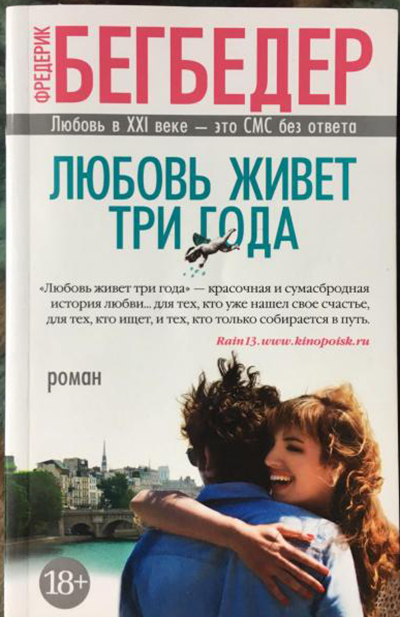 ФРЕДЕРИК
БЕГБЕДЕР
Любовь в XXI веке — это СМС без ответа
ЛЮБОВЬ ЖИВЕТ
ТРИ ГОДА
«Любовь живет три года» — красочная и сумасбродная
история любви... для тех, кто уже нашел свое счастье,
для тех, кто ищет, и тех, кто только собирается в путь.
Rain13.www.kinopoisk.ru
роман
18+